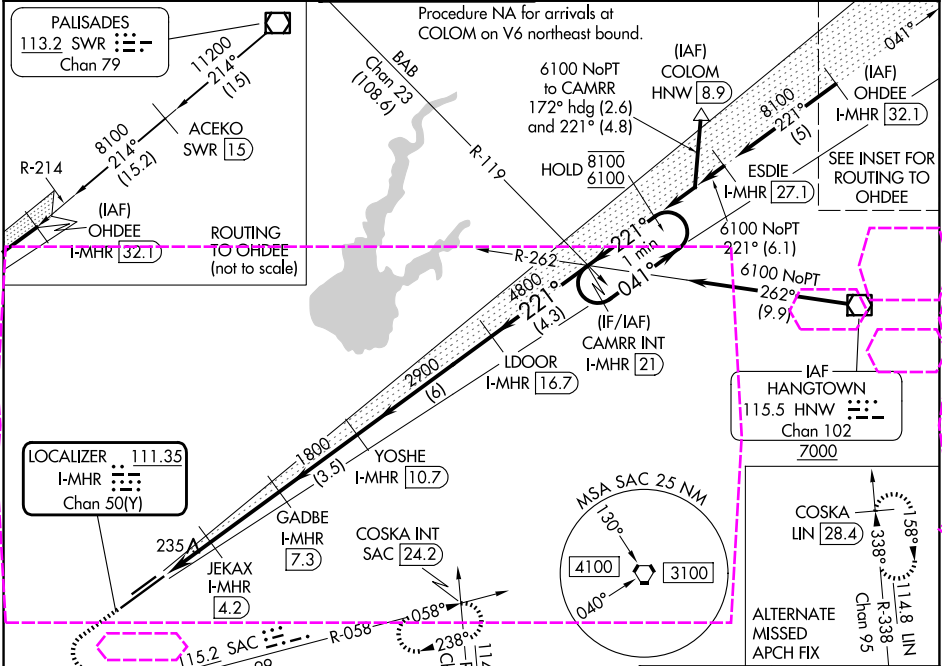 PALISADES
113.2 SWR
Chan 79
11200
214°
(15)
ACEKO
SWR 15
8100
214°
(15.2)
R-214
(IAF)
OHDEE
I-MHR 32.1
ROUTING
TO OHDEE
(not to scale)
Procedure NA for arrivals at
COLOM on V6 northeast bound.
BAB
Chan 23
(108.6)
R-119
6100 NoPT
to CAMRR
172° hdg (2.6)
and 221° (4.8)
(IAF)
COLOM
HNW 8.9
041°
(IAF)
OHDEE
I-MHR 32.1
8100
221°
(5)
ESDIE
I-MHR 27.1
SEE INSET FOR
ROUTING TO
OHDEE
HOLD 8100
6100
6100 NoPT
221° (6.1)
221°
1 min
041°
R-262
6100 NoPT
262°
(9.9)
4800
221°
(4.3)
(IF/IAF)
CAMRR INT
I-MHR 21
LDOOR
I-MHR 16.7
IAF
HANGTOWN
115.5 HNW
Chan 102
7000
2900
(6)
YOSHE
I-MHR 10.7
1800
(3.5)
GADBE
I-MHR
7.3
LOCALIZER 111.35
I-MHR
Chan 50(Y)
235
JEKAX
I-MHR
4.2
COSKA INT
SAC 24.2
MSA SAC 25 NM
130°
4100
3100
040°
COSKA
LIN 28.4
158°
338°
R-338
114.8 LIN
Chan 95
ALTERNATE
MISSED
APCH FIX
115.2 SAC
R-058
058°
238°